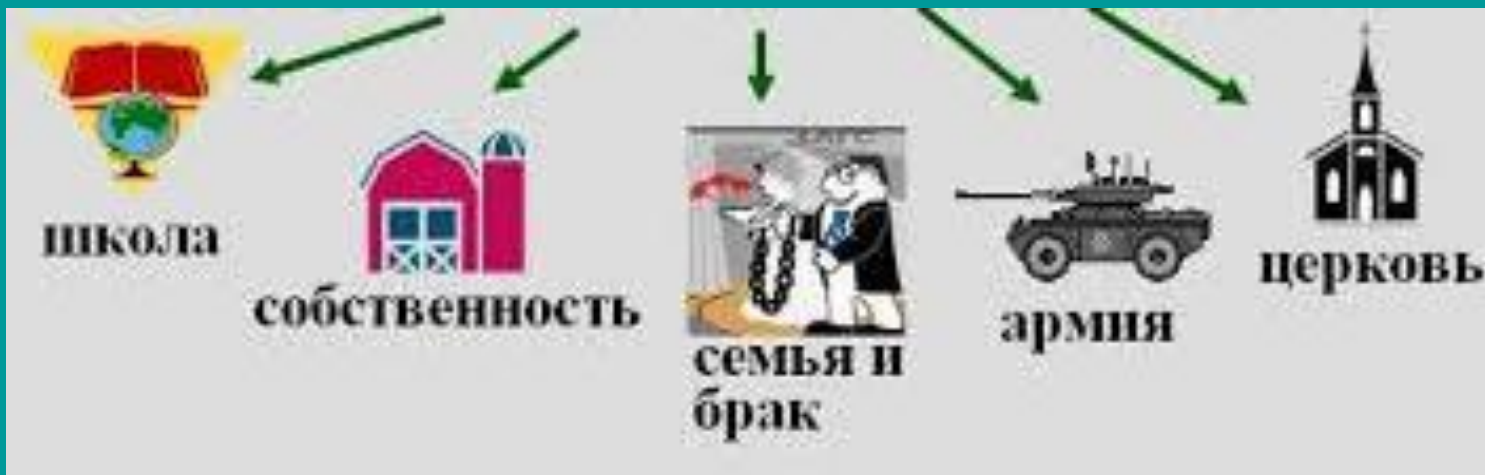 школа
собственность
семья и
брак
армия
церковь